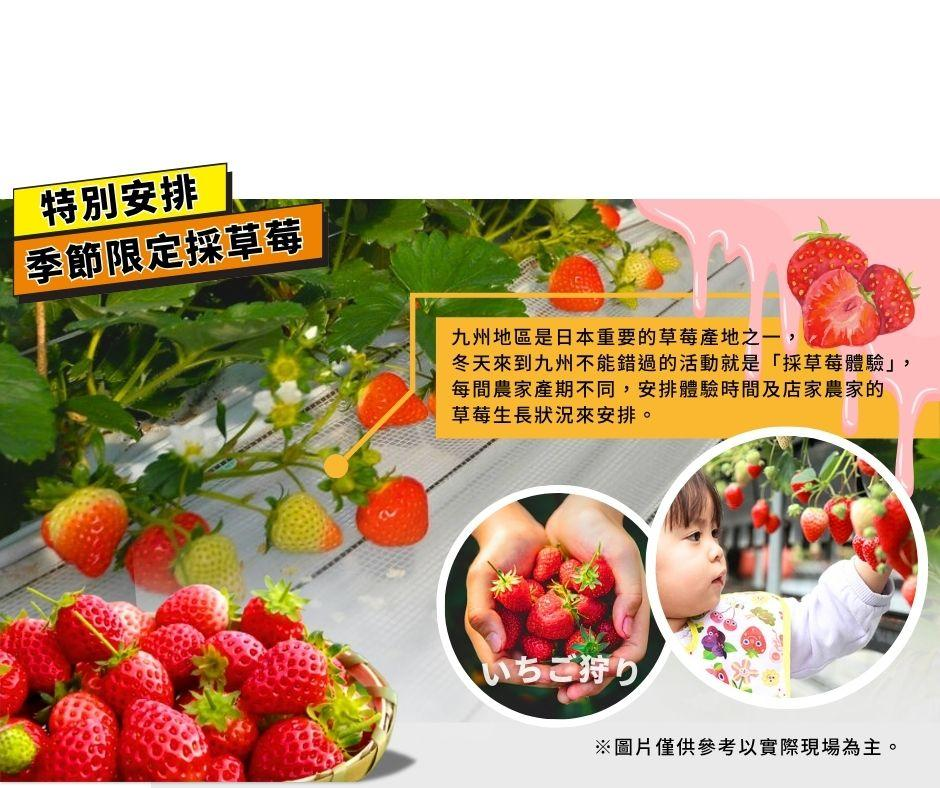 特別安排
季節限定採草莓
九州地區是日本重要的草莓產地之一，
冬天來到九州不能錯過的活動就是「採草莓體驗」，
每間農家產期不同，安排體驗時間及店家農家的
草莓生長狀況來安排。
いちご狩り
※圖片僅供參考以實際現場為主。